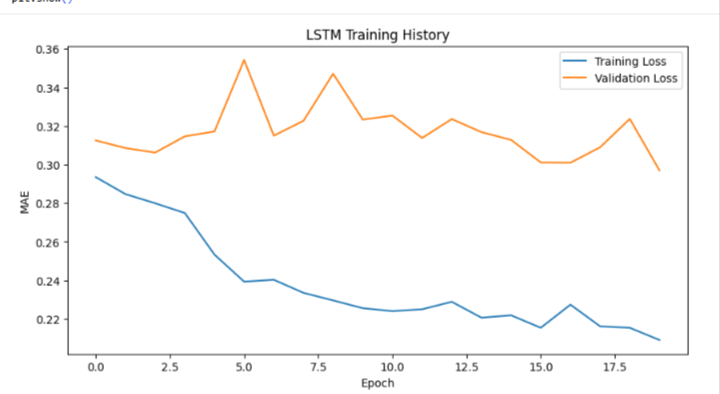 plt.show()
LSTM Training History
Training Loss
Validation Loss
0.36
0.34
0.32
0.30
0.28
0.26
0.24
0.22
MAE
0.0 2.5 5.0 7.5 10.0 12.5 15.0 17.5
Epoch